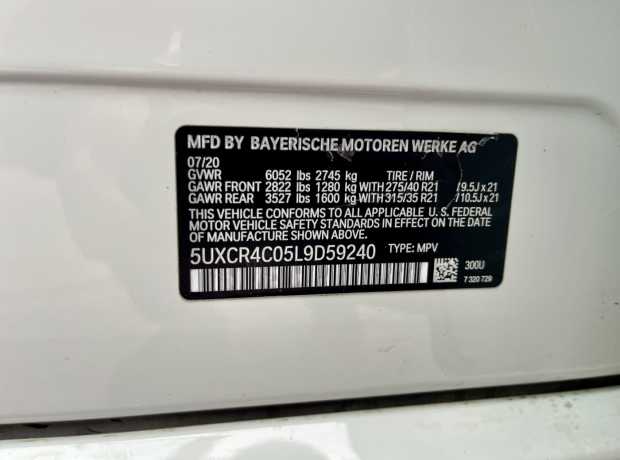 MFD BY BAYERISCHE MOTOREN WERKE AG
07/20
GVWR 6052 lbs 2745 kg TIRE / RIM
GAWR FRONT 2822 lbs 1280 kg WITH 275/40 R21 /9.5J x 21
GAWR REAR 3527 lbs 1600 kg WITH 315/35 R21 /10.5J x 21
THIS VEHICLE CONFORMS TO ALL APPLICABLE U.S. FEDERAL
MOTOR VEHICLE SAFETY STANDARDS IN EFFECT ON THE DATE
OF MANUFACTURE SHOWN ABOVE.
5UXCR4C05L9D59240 TYPE: MPV
300U
7 320 729